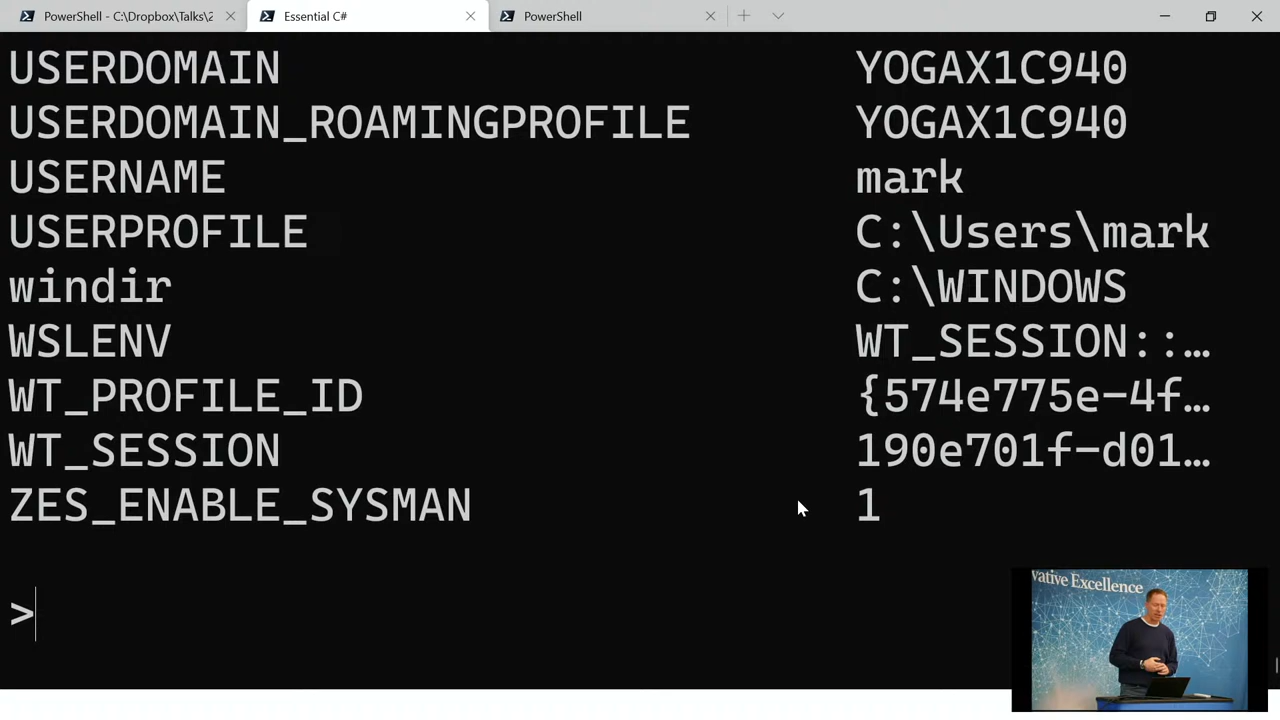 PowerShell - C:\Dropbox\Talks\2
Essential C#
PowerShell
USERDOMAIN YOGAX1C940
USERDOMAIN_ROAMINGPROFILE YOGAX1C940
USERNAME mark
USERPROFILE C:\Users\mark
windir C:\WINDOWS
WSLENV WT_SESSION::…
WT_PROFILE_ID {574e775e-4f…
WT_SESSION 190e701f-d01…
ZES_ENABLE_SYSMAN 1
>
vative Excellence